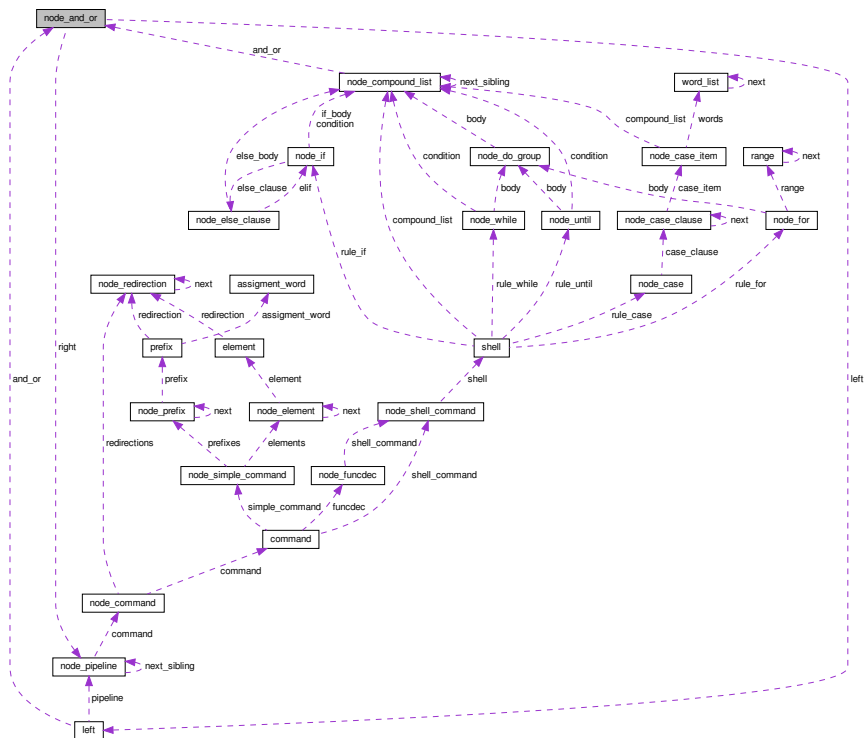 node_and_or
and_or
node_compound_list
next_sibling
word_list
next
if_body
condition
compound_list
words
else_body
node_if
body
node_do_group
condition
condition
node_case_item
range
next
else_clause
elif
body
body
case_item
body
range
node_else_clause
compound_list
node_while
node_until
node_case_clause
next
node_for
rule_if
case_clause
node_redirection
next
assigment_word
rule_while
rule_until
node_case
rule_for
redirection
redirection
assigment_word
rule_case
right
prefix
element
shell
and_or
left
prefix
element
shell
node_prefix
next
node_element
next
node_shell_command
redirections
prefixes
elements
shell_command
node_simple_command
node_funcdec
shell_command
simple_command
funcdec
command
command
node_command
command
node_pipeline
next_sibling
pipeline
left